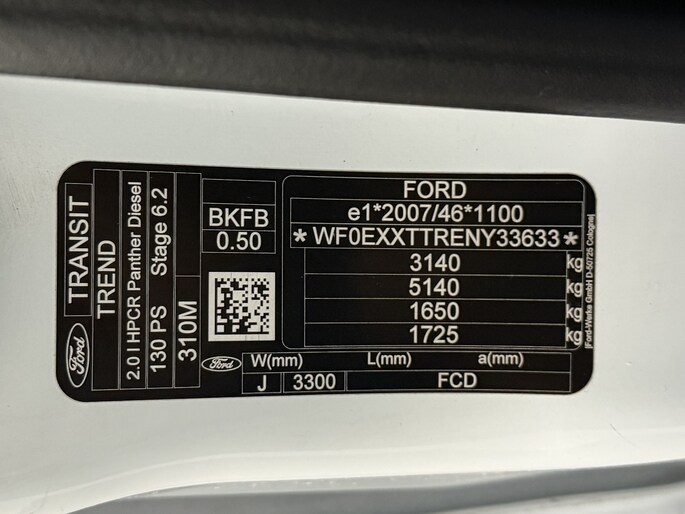 Ford
TRANSIT
TREND
2.0 l HPCR Panther Diesel
130 PS Stage 6.2
310M
BKFB
0.50
Ford
FORD
e1*2007/46*1100
*WF0EXXTTRENY33633*
3140 kg
5140 kg
1650 kg
1725 kg
W(mm) L(mm) a(mm)
J 3300 FCD
Ford-Werke GmbH D-50725 Cologne